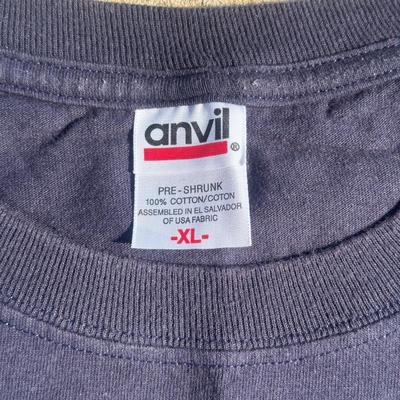 anvil®
PRE-SHRUNK
100% COTTON/COTON
ASSEMBLED IN EL SALVADOR
OF USA FABRIC
-XL-